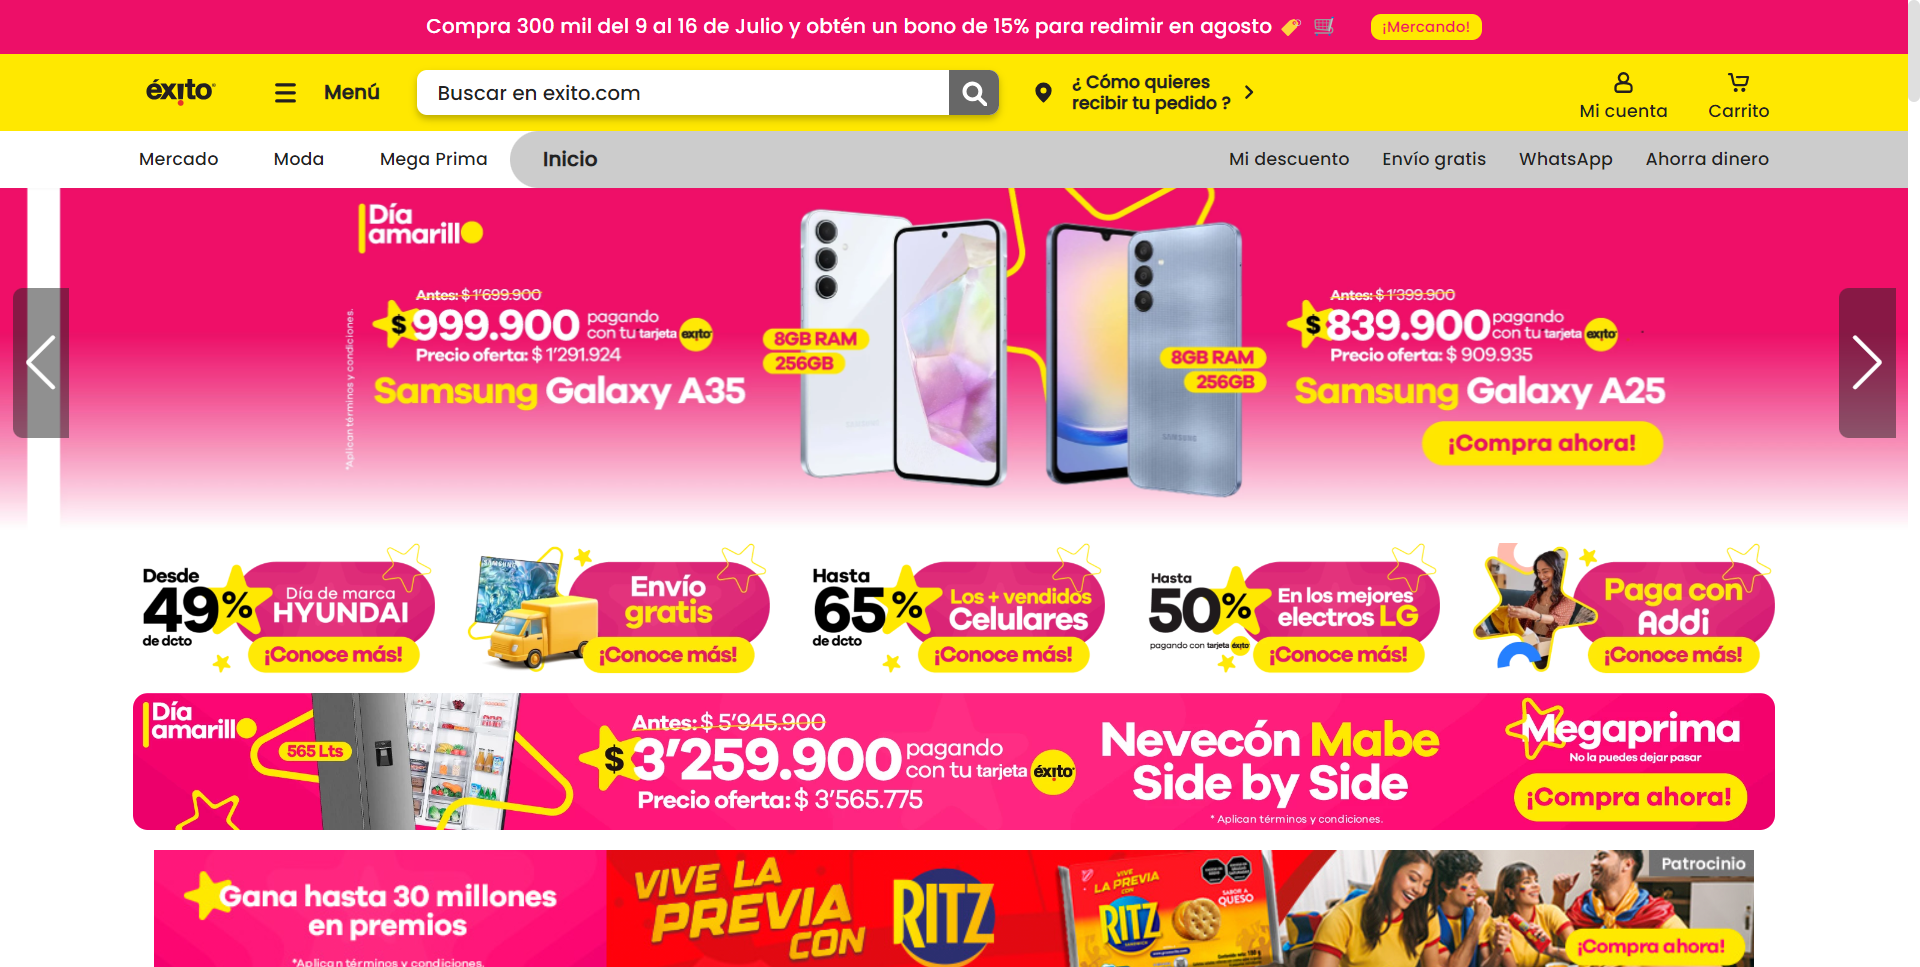 Compra 300 mil del 9 al 16 de Julio y obtén un bono de 15% para redimir en agosto
¡Mercando!
éxito
Menú
Buscar en exito.com
¿ Cómo quieres
recibir tu pedido ?
Mi cuenta
Carrito
Mercado
Moda
Mega Prima
Inicio
Mi descuento
Envío gratis
WhatsApp
Ahorra dinero
Día
amarillo
*Aplican términos y condiciones.
Antes: $ 1'699.900
$ 999.900 pagando
con tu tarjeta éxito
Precio oferta: $ 1'291.924
Samsung Galaxy A35
8GB RAM
256GB
SAMSUNG
8GB RAM
256GB
SAMSUNG
Antes: $ 1'399.900
$ 839.900 pagando
con tu tarjeta éxito
Precio oferta: $ 909.935
Samsung Galaxy A25
¡Compra ahora!
Desde
49%
de dcto
Día de marca
HYUNDAI
¡Conoce más!
SAMSUNG
Envío
gratis
¡Conoce más!
Hasta
65%
de dcto
Los + vendidos
Celulares
¡Conoce más!
Hasta
50%
pagando con tarjeta éxito
En los mejores
electros LG
¡Conoce más!
Paga con
Addi
¡Conoce más!
Día
amarillo
565 Lts
Antes: $ 5'945.900
$ 3'259.900 pagando
con tu tarjeta éxito
Precio oferta: $ 3'565.775
Nevecón Mabe
Side by Side
* Aplican términos y condiciones.
Megaprima
No la puedes dejar pasar
¡Compra ahora!
Gana hasta 30 millones
en premios
*Aplican términos y condiciones.
VIVE LA
PREVIA
CON
RITZ
VIVE
LA PREVIA
CON
RITZ
SABOR A
QUESO
Patrocinio
¡Compra ahora!